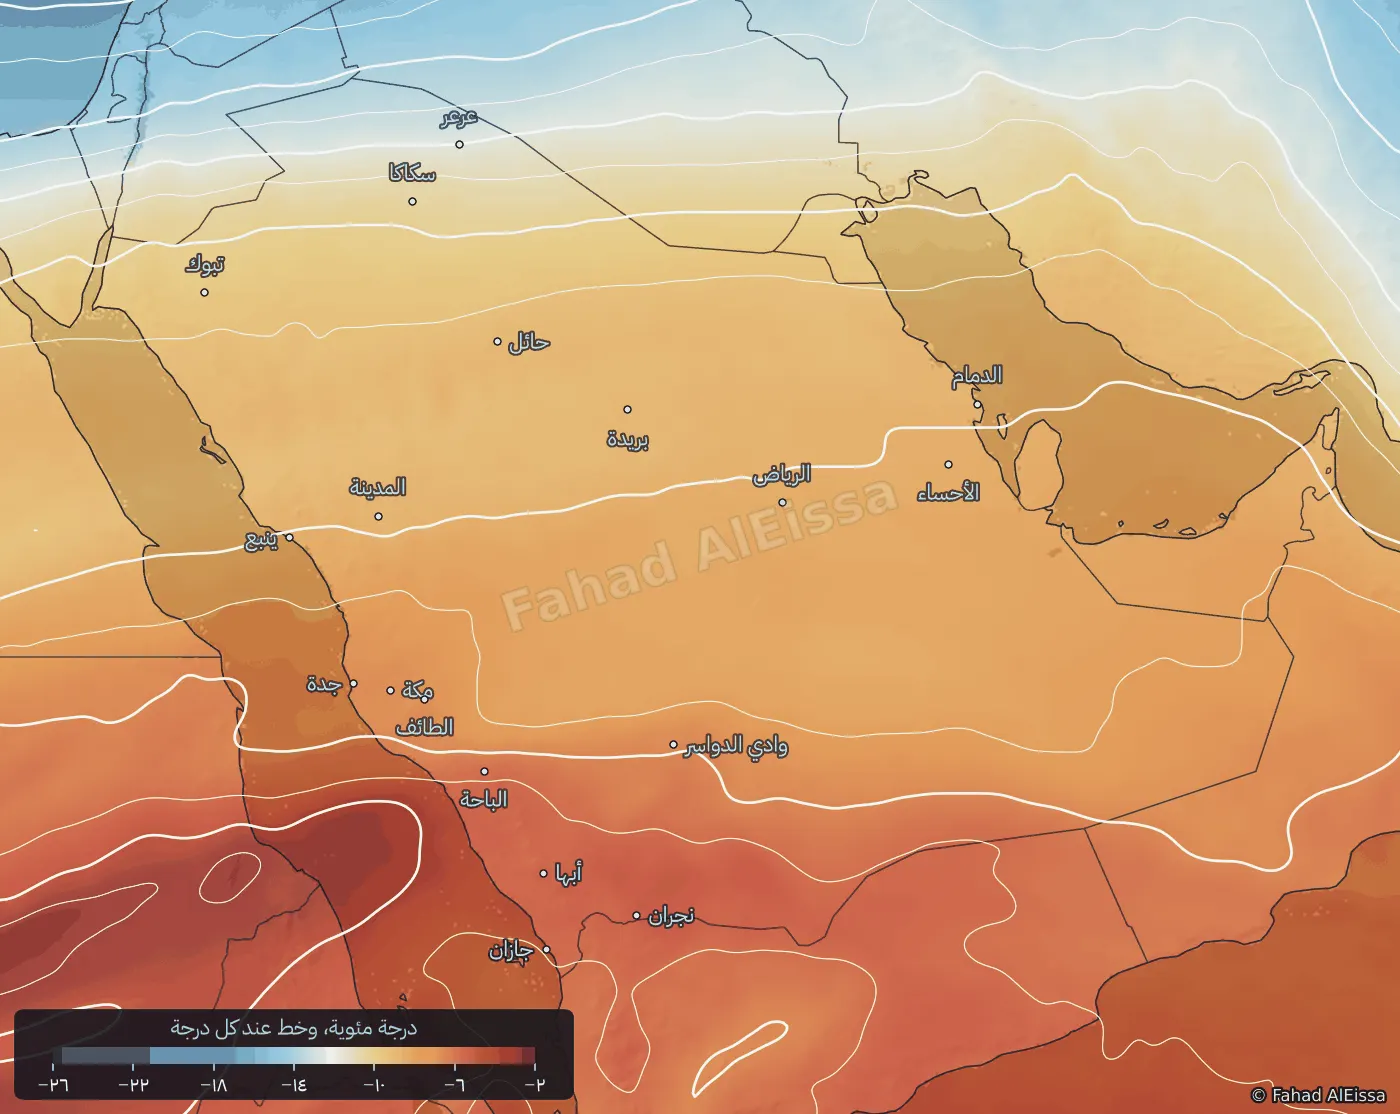 عرعر
سكاكا
تبوك
حائل
الدمام
بريدة
الرياض
المدينة
الأحساء
ينبع
Fahad AlEissa
جدة
مكة
الطائف
وادي الدواسر
الباحة
أبها
نجران
جازان
درجة مئوية، وخط عند كل درجة
−٢٦ −٢٢ −١٨ −١٤ −١٠ −٦ −٢
© Fahad AlEissa